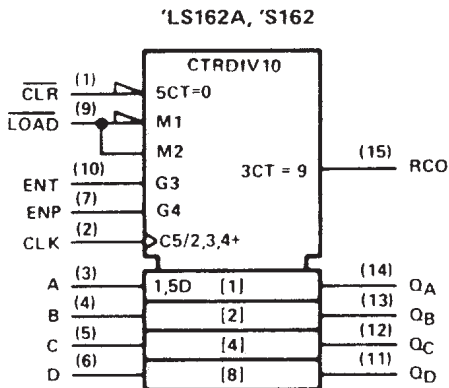 'LS162A, 'S162
CTRDIV10
CLR (1) 5CT=0
LOAD (9) M1
M2
ENT (10) G3 3CT = 9 (15) RCO
ENP (7) G4
CLK (2) C5/2,3,4+
A (3) 1,5D [1] (14) QA
B (4) [2] (13) QB
C (5) [4] (12) QC
D (6) [8] (11) QD